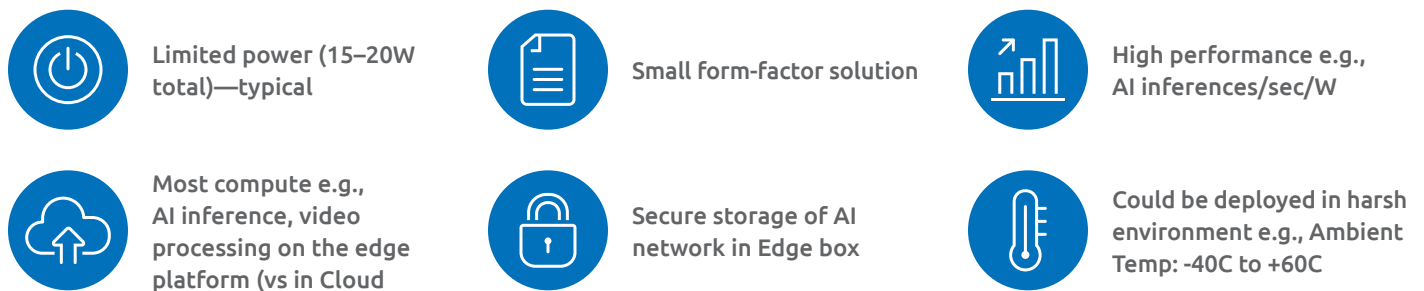 Limited power (15–20W
total)—typical
Small form-factor solution
High performance e.g.,
AI inferences/sec/W
Most compute e.g.,
AI inference, video
processing on the edge
platform (vs in Cloud
Secure storage of AI
network in Edge box
Could be deployed in harsh
environment e.g., Ambient
Temp: -40C to +60C